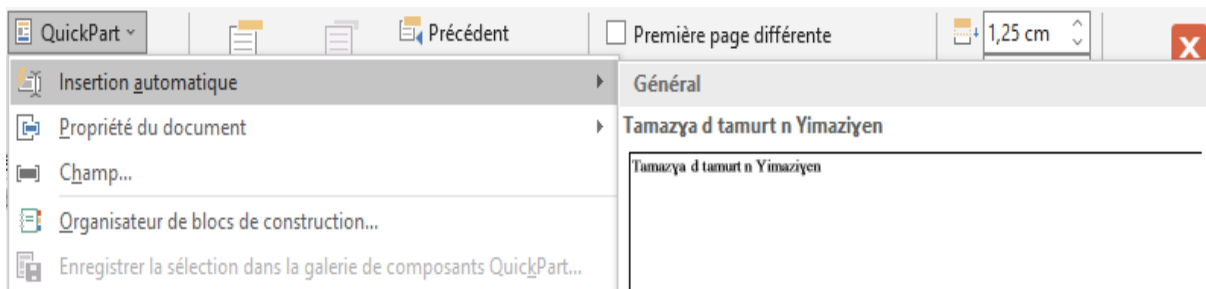 QuickPart
Précédent
Première page différente
1,25 cm
X
Insertion automatique
Général
Propriété du document
Tamazɣa d tamurt n Yimaziɣen
Tamazɣa d tamurt n Yimaziɣen
Champ...
Organisateur de blocs de construction...
Enregistrer la sélection dans la galerie de composants QuickPart...